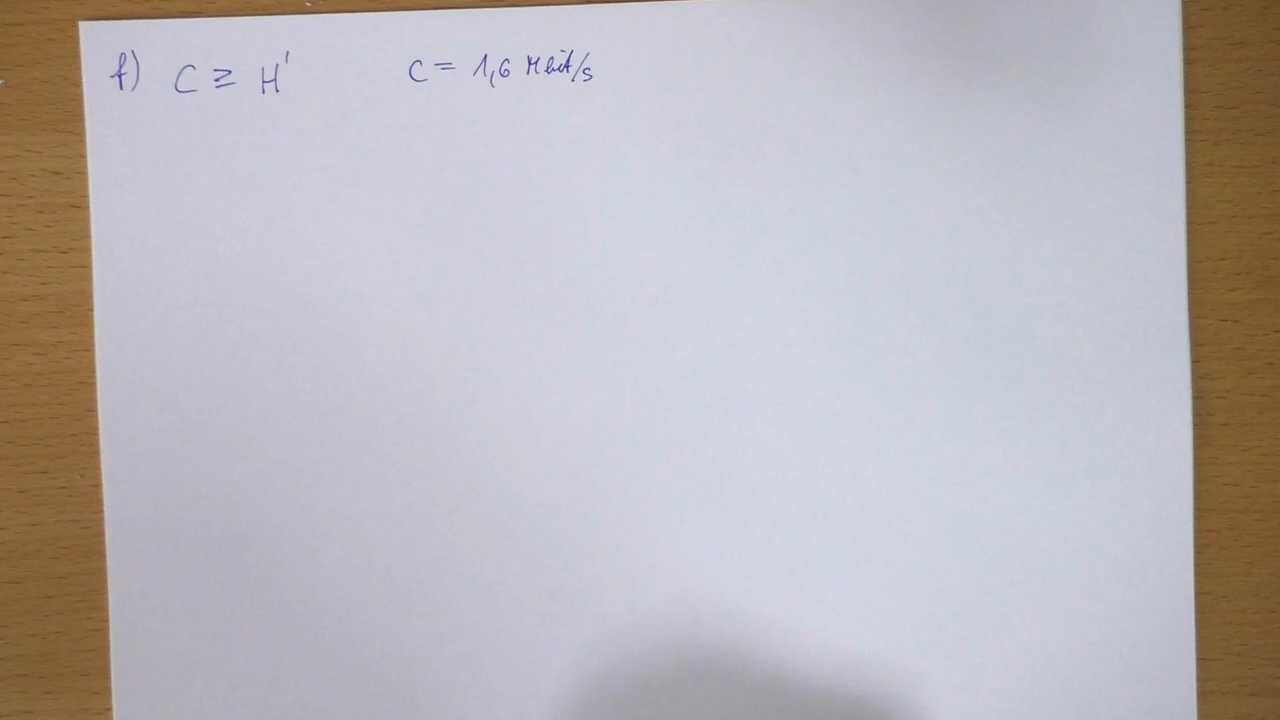 f) C ≥ H' C = 1,6 Mbit/s